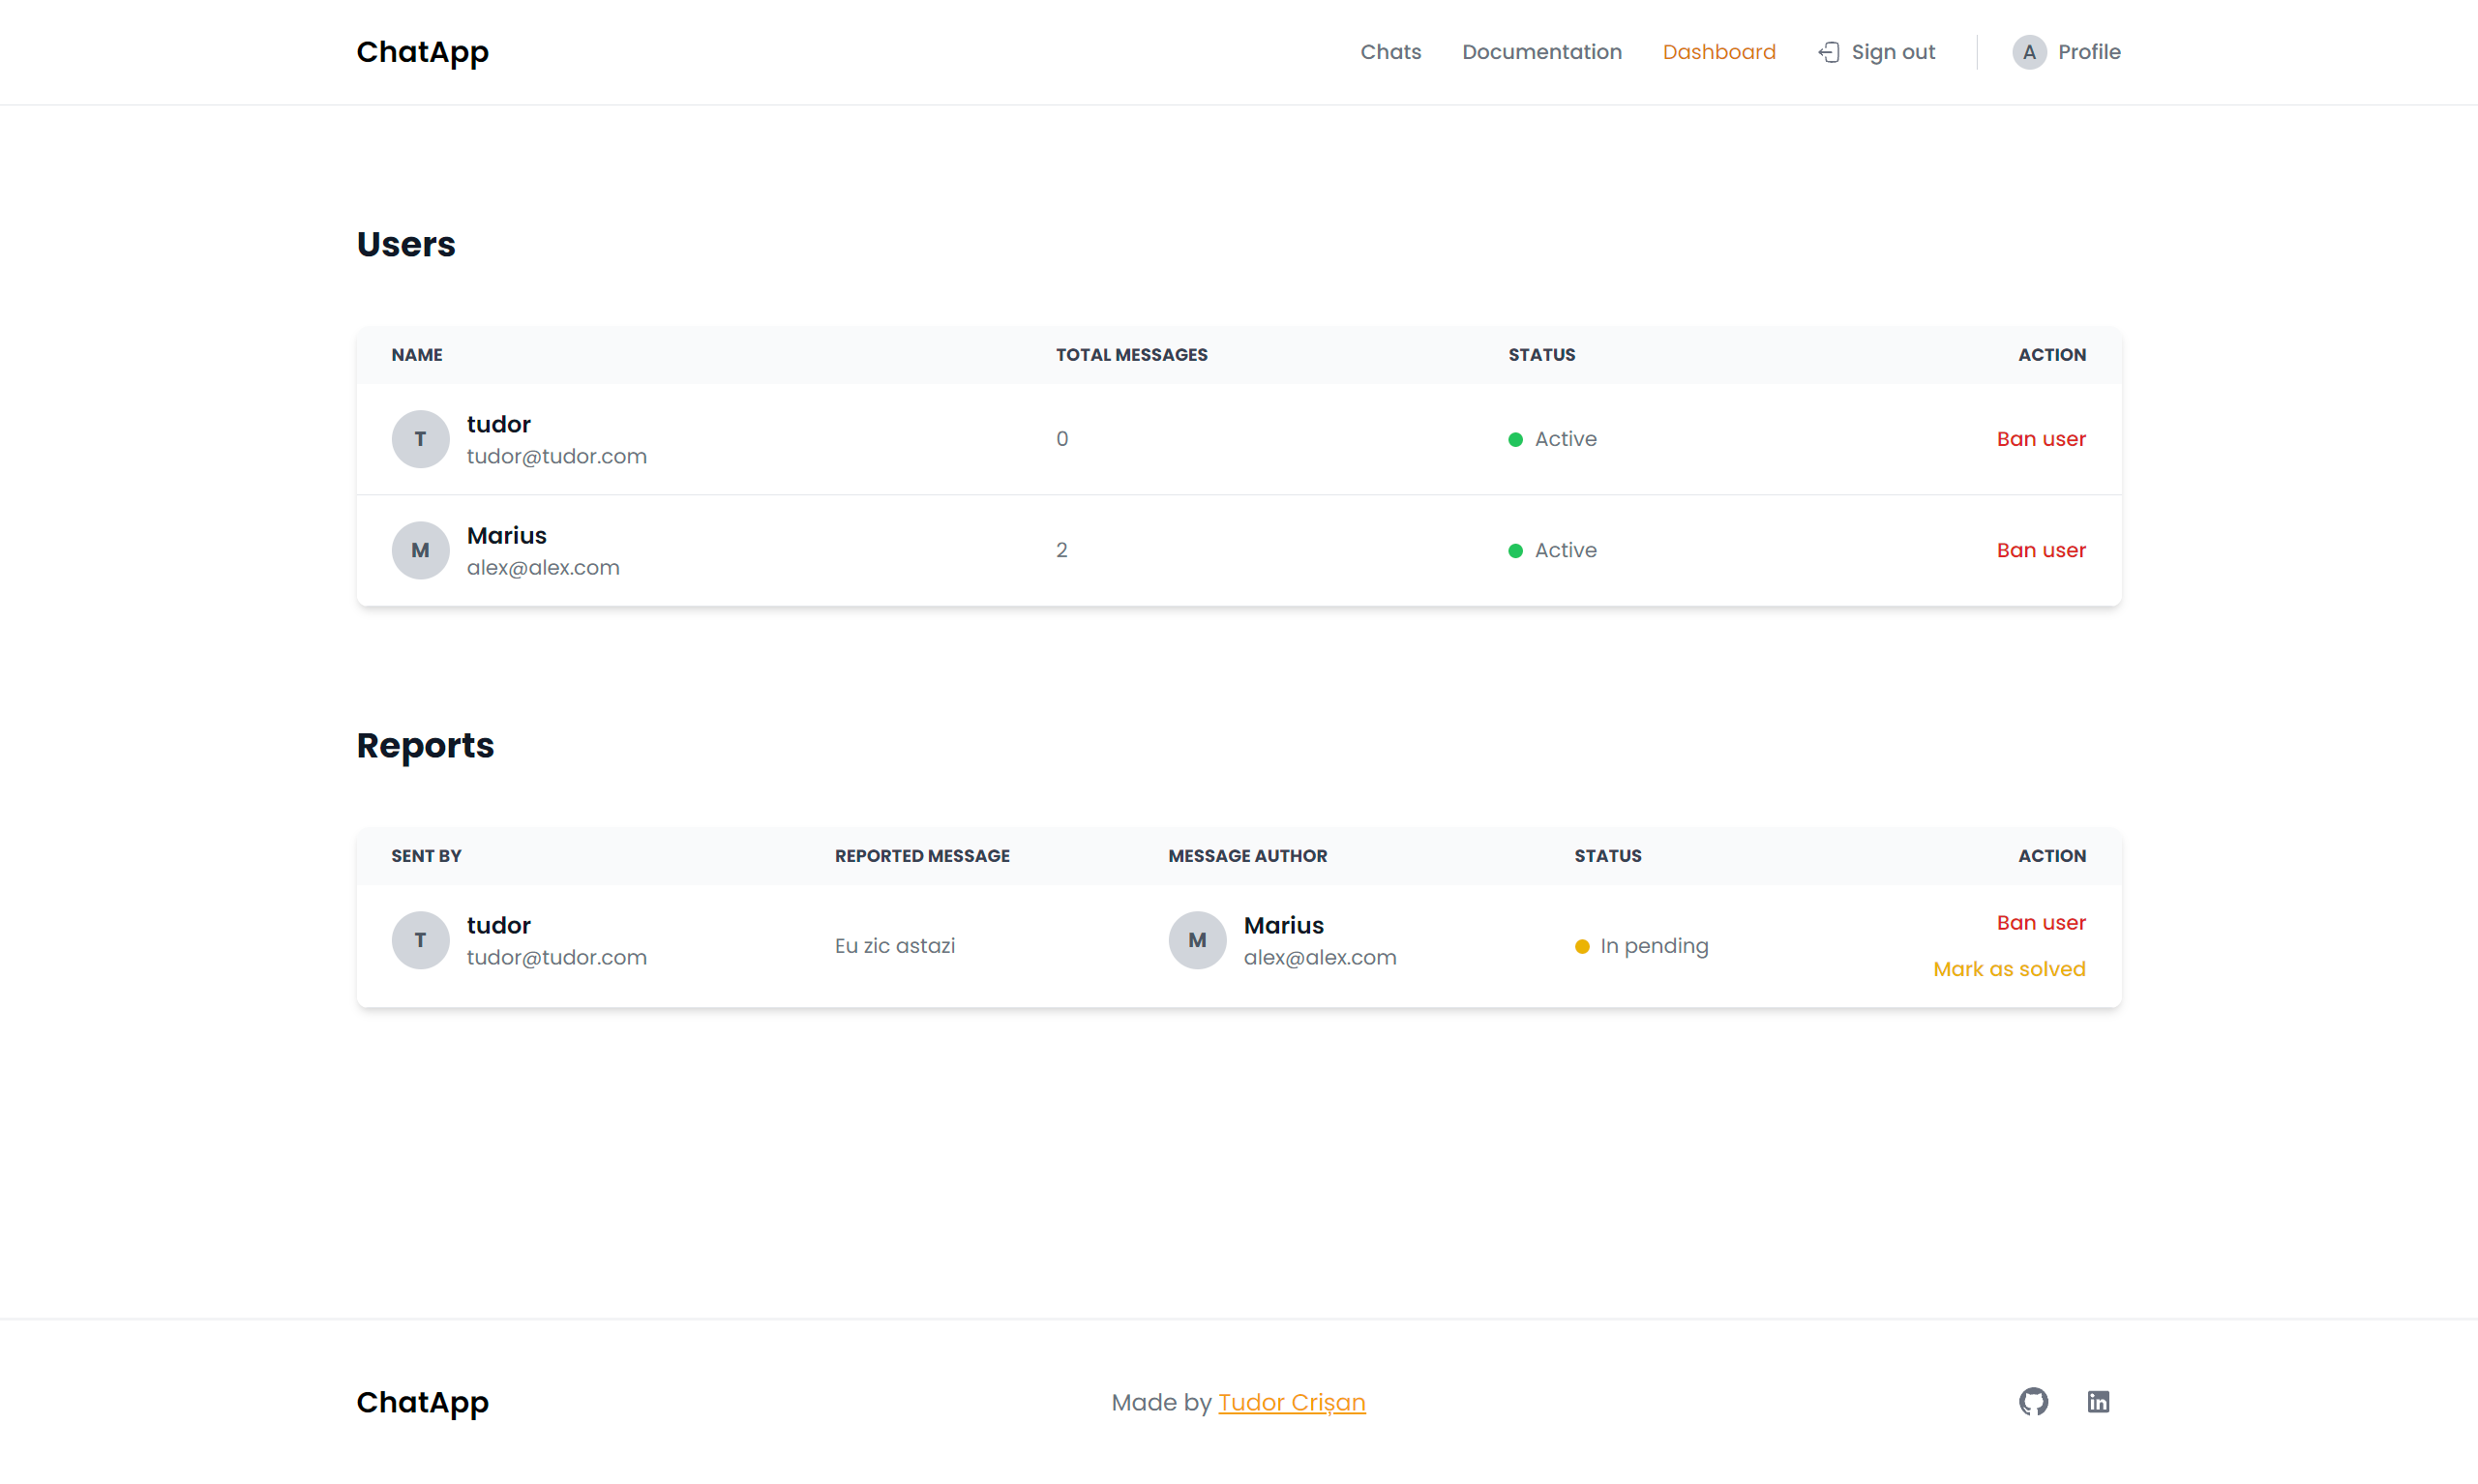 ChatApp
Chats Documentation Dashboard Sign out A Profile
Users
NAME TOTAL MESSAGES STATUS ACTION
T tudor 0 Active Ban user
tudor@tudor.com
M Marius 2 Active Ban user
alex@alex.com
Reports
SENT BY REPORTED MESSAGE MESSAGE AUTHOR STATUS ACTION
T tudor Eu zic astazi M Marius In pending Ban user
tudor@tudor.com alex@alex.com Mark as solved
ChatApp Made by Tudor Crișan in